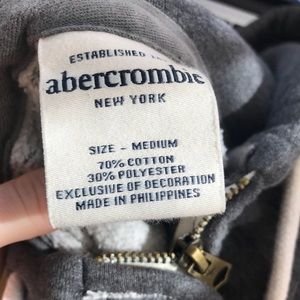 ESTABLISHED
abercrombie
NEW YORK
SIZE - MEDIUM
70% COTTON
30% POLYESTER
EXCLUSIVE OF DECORATION
MADE IN PHILIPPINES